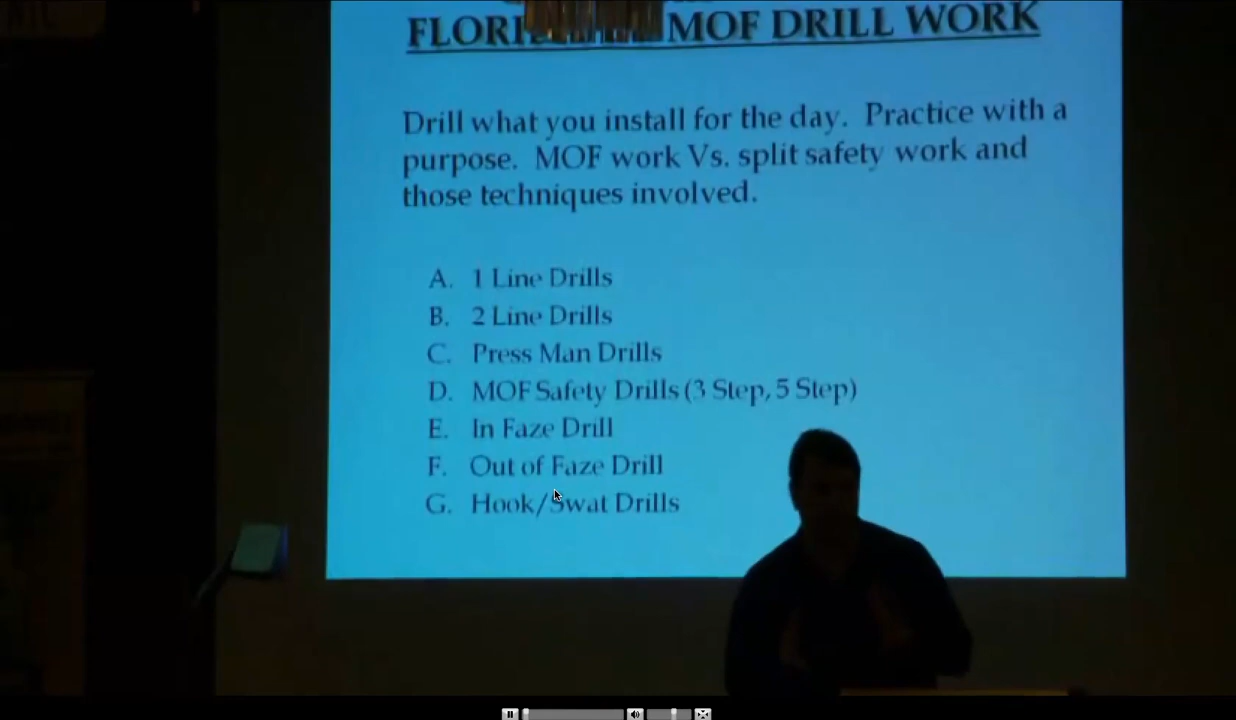 MOF DRILL WORK
Drill what you install for the day. Practice with a
purpose. MOF work Vs. split safety work and
those techniques involved.
A. 1 Line Drills
B. 2 Line Drills
C. Press Man Drills
D. MOF Safety Drills (3 Step, 5 Step)
E. In Faze Drill
F. Out of Faze Drill
G. Hook/Swat Drills